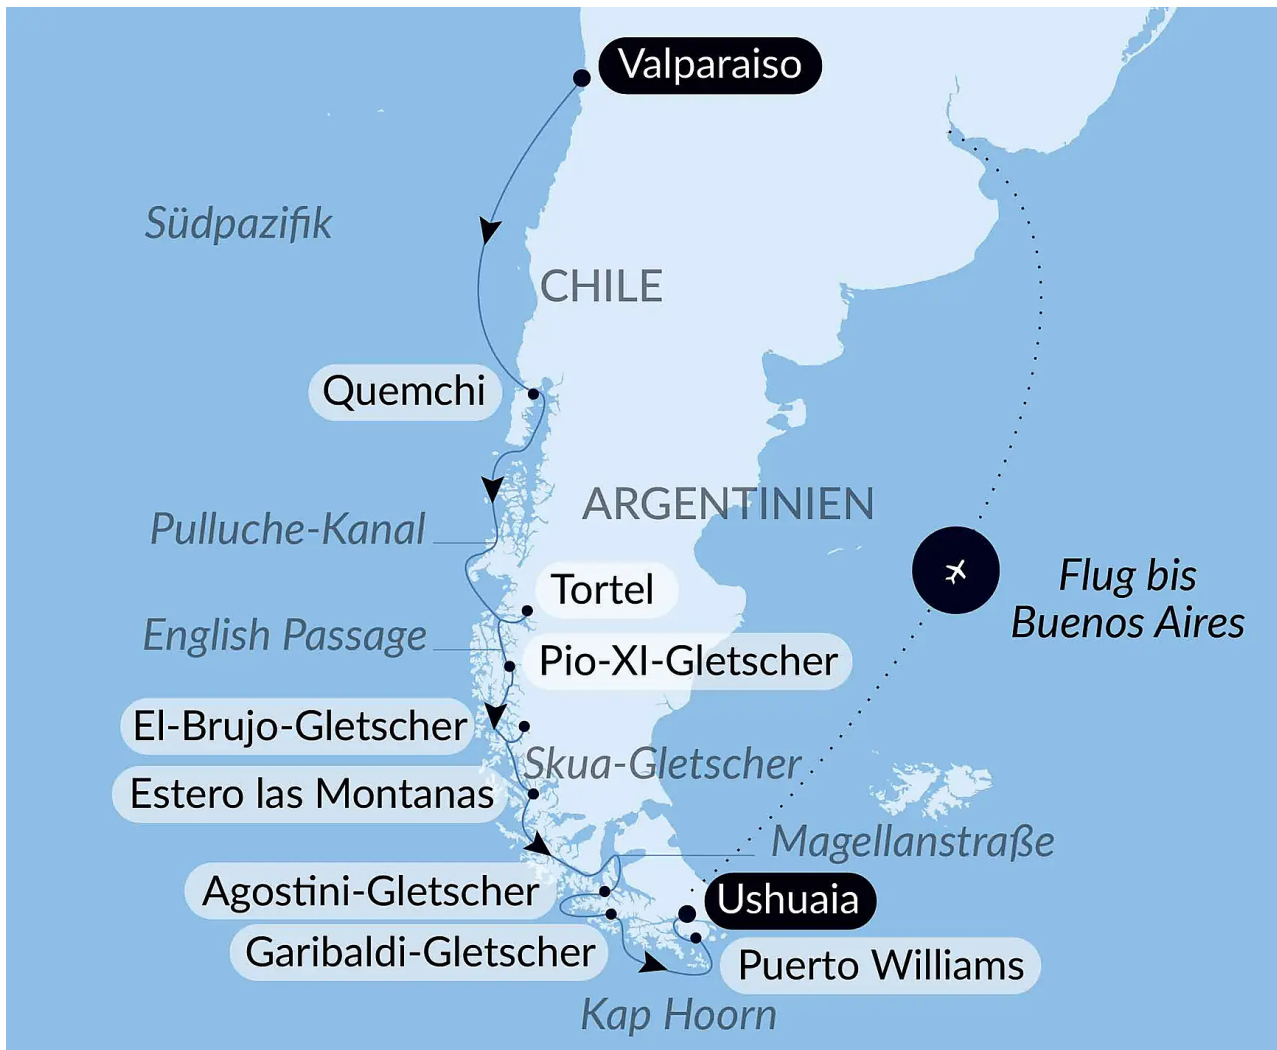 Valparaiso
Südpazifik
CHILE
Quemchi
ARGENTINIEN
Pulluche-Kanal
Flug bis
Buenos Aires
Tortel
English Passage
Pio-XI-Gletscher
El-Brujo-Gletscher
Skua-Gletscher
Estero las Montanas
Magellanstraße
Agostini-Gletscher
Ushuaia
Garibaldi-Gletscher
Puerto Williams
Kap Hoorn